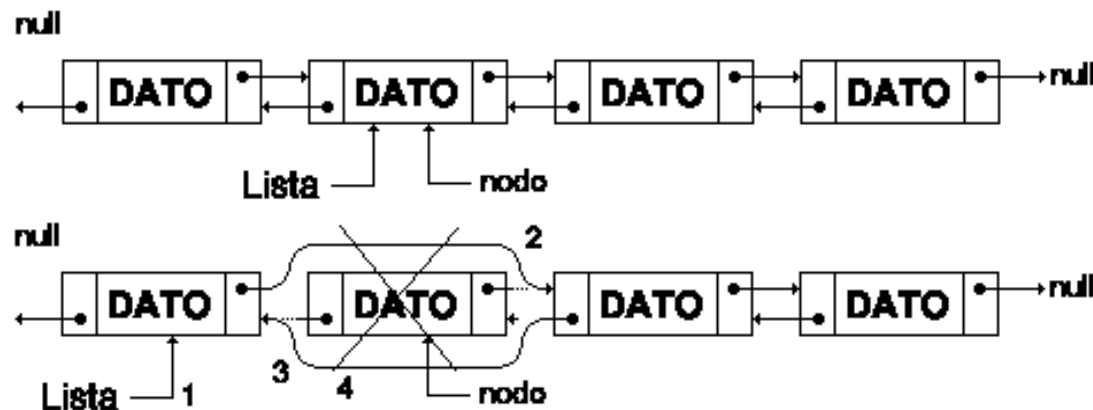 null
DATO DATO DATO DATO null
Lista nodo
null
2
DATO DATO DATO DATO null
3 4
Lista 1 nodo